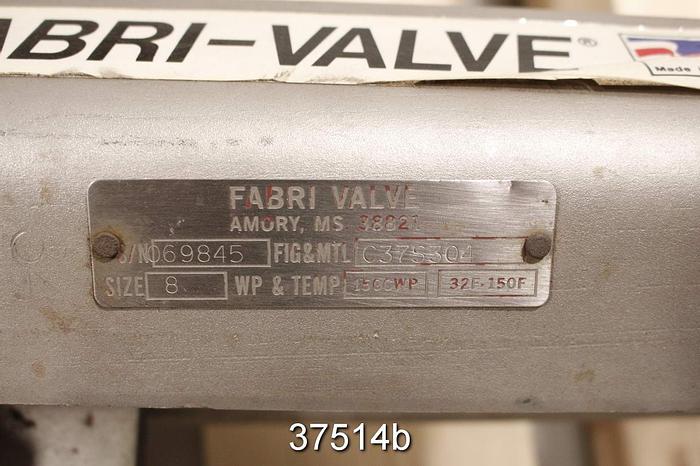 ABRI-VALVE®
Made
FABRI VALVE
AMORY, MS 38821
S/N 069845 FIG&MTL C37S304
SIZE 8 WP & TEMP 150CWP 32F-150F
37514b